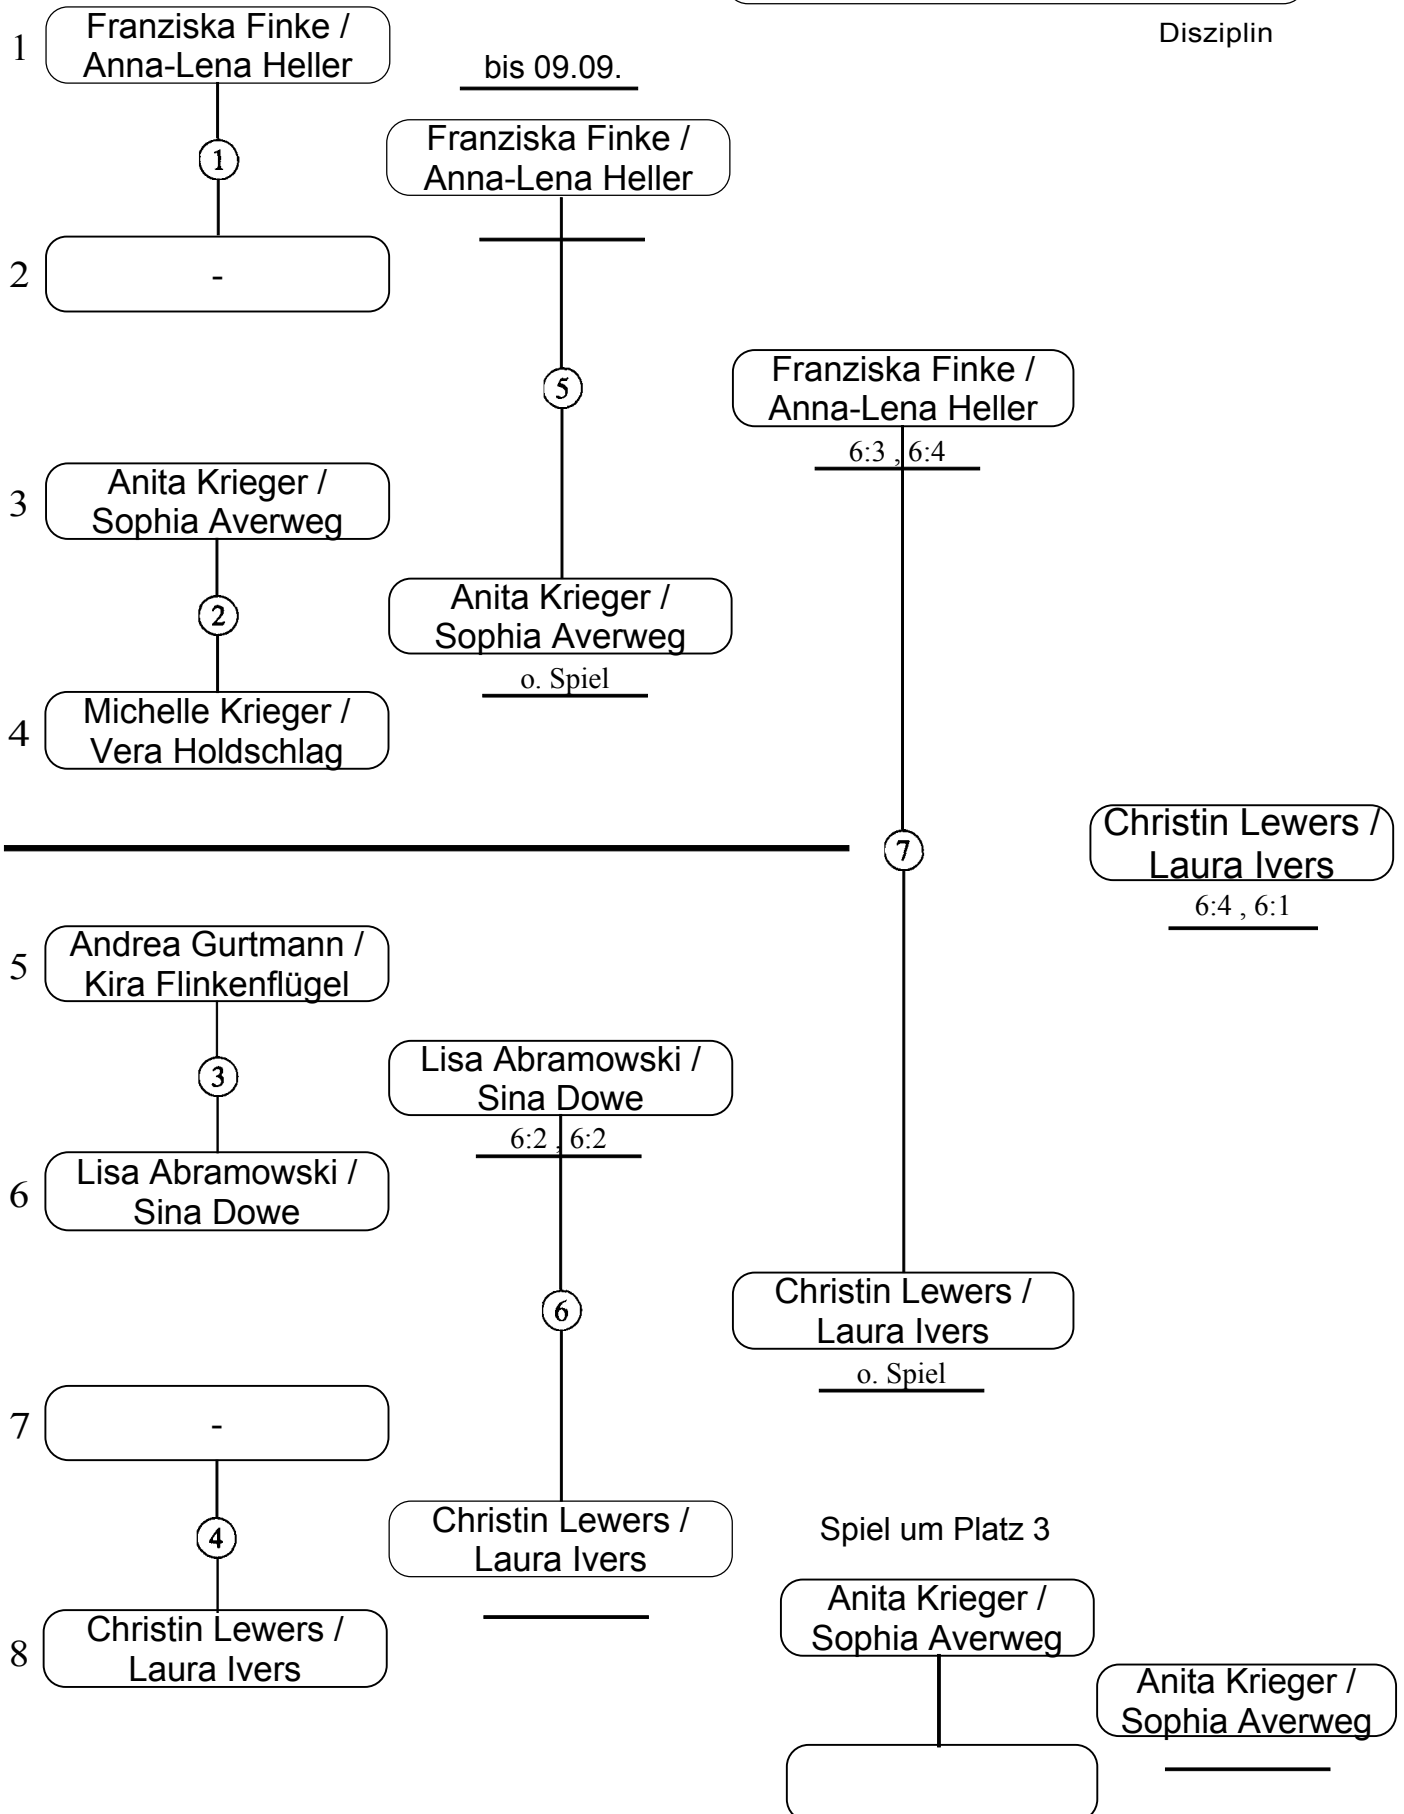 Disziplin
1
Franziska Finke /
Anna-Lena Heller
bis 09.09.
1
Franziska Finke /
Anna-Lena Heller
2
-
5
Franziska Finke /
Anna-Lena Heller
6:3 , 6:4
3
Anita Krieger /
Sophia Averweg
2
Anita Krieger /
Sophia Averweg
o. Spiel
4
Michelle Krieger /
Vera Holdschlag
7
Christin Lewers /
Laura Ivers
6:4 , 6:1
5
Andrea Gurtmann /
Kira Flinkenflügel
3
Lisa Abramowski /
Sina Dowe
6:2 , 6:2
6
Lisa Abramowski /
Sina Dowe
6
Christin Lewers /
Laura Ivers
o. Spiel
7
-
4
Christin Lewers /
Laura Ivers
8
Christin Lewers /
Laura Ivers
Spiel um Platz 3
Anita Krieger /
Sophia Averweg
Anita Krieger /
Sophia Averweg